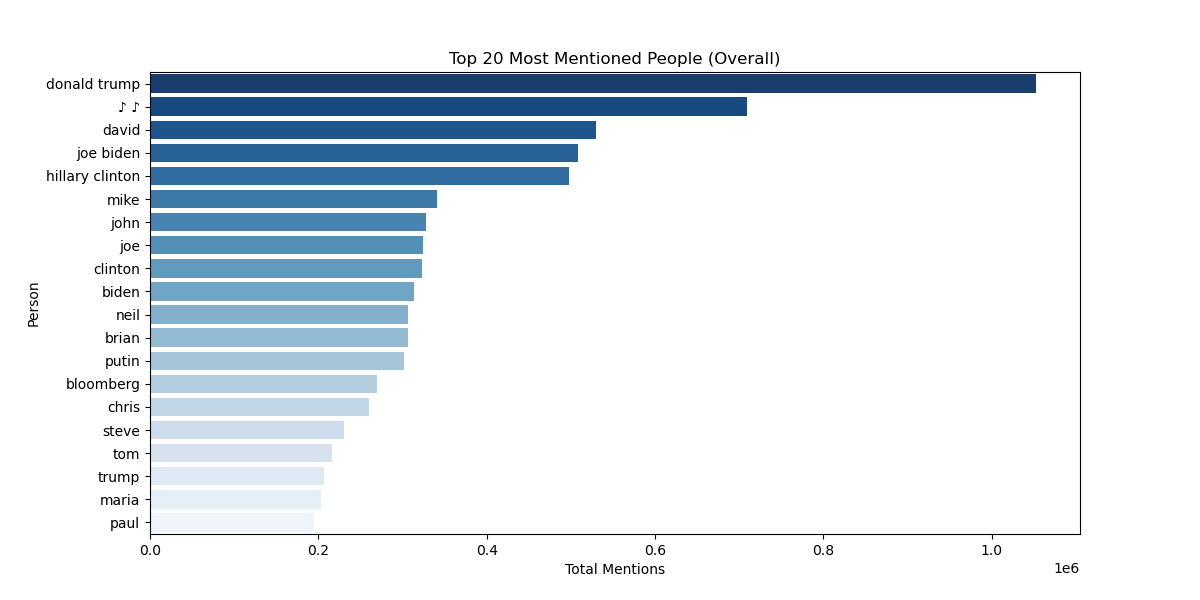 Top 20 Most Mentioned People (Overall)
donald trump
♪ ♪
david
joe biden
hillary clinton
mike
john
joe
clinton
biden
neil
brian
putin
bloomberg
chris
steve
tom
trump
maria
paul
Person
0.0 0.2 0.4 0.6 0.8 1.0
1e6
Total Mentions